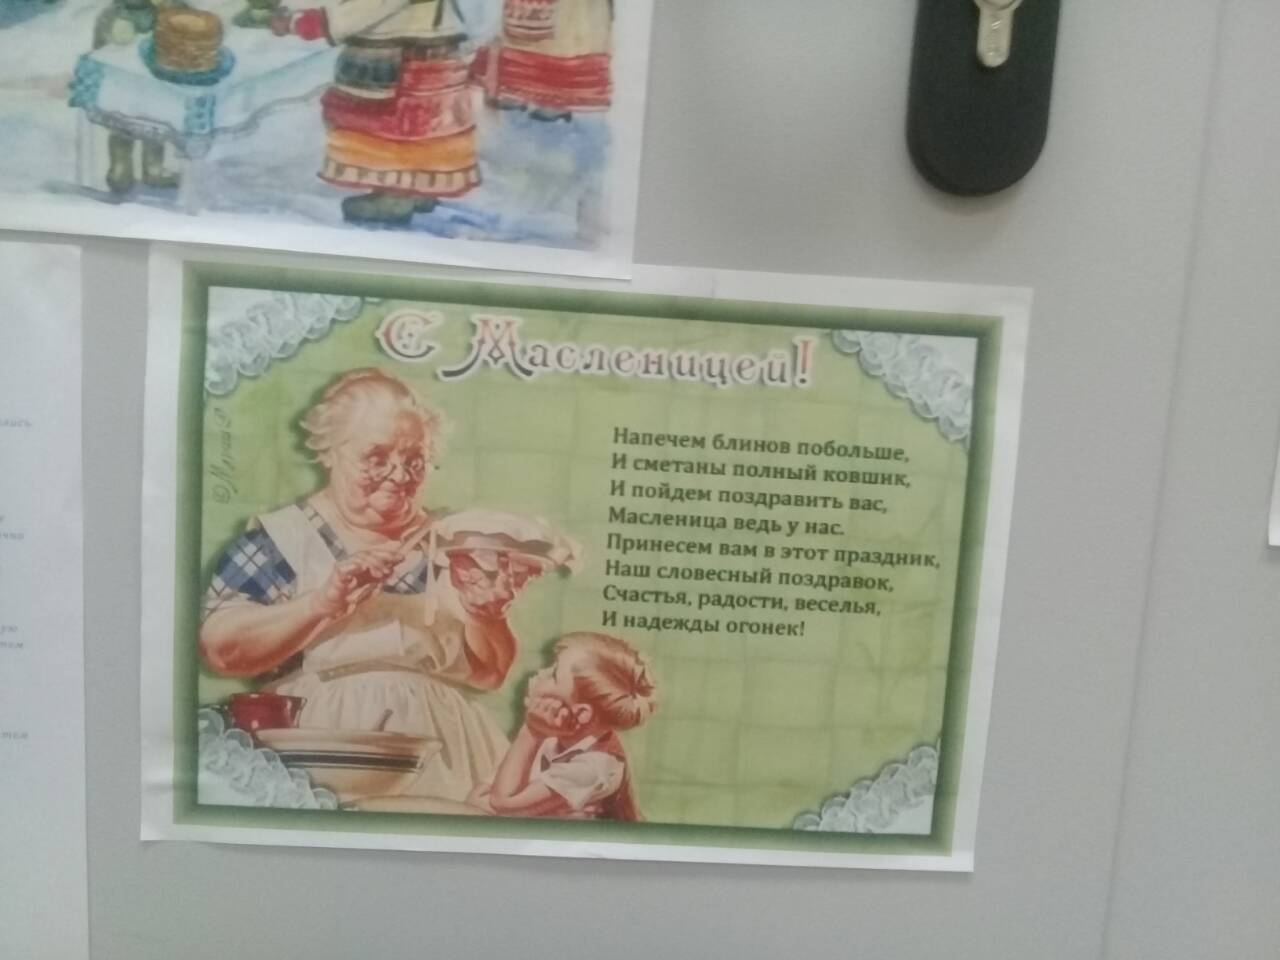 С Масленицей!
Напечем блинов побольше,
И сметаны полный ковшик,
И пойдем поздравить вас,
Масленица ведь у нас.
Принесем вам в этот праздник,
Наш словесный поздравок,
Счастья, радости, веселья,
И надежды огонек!